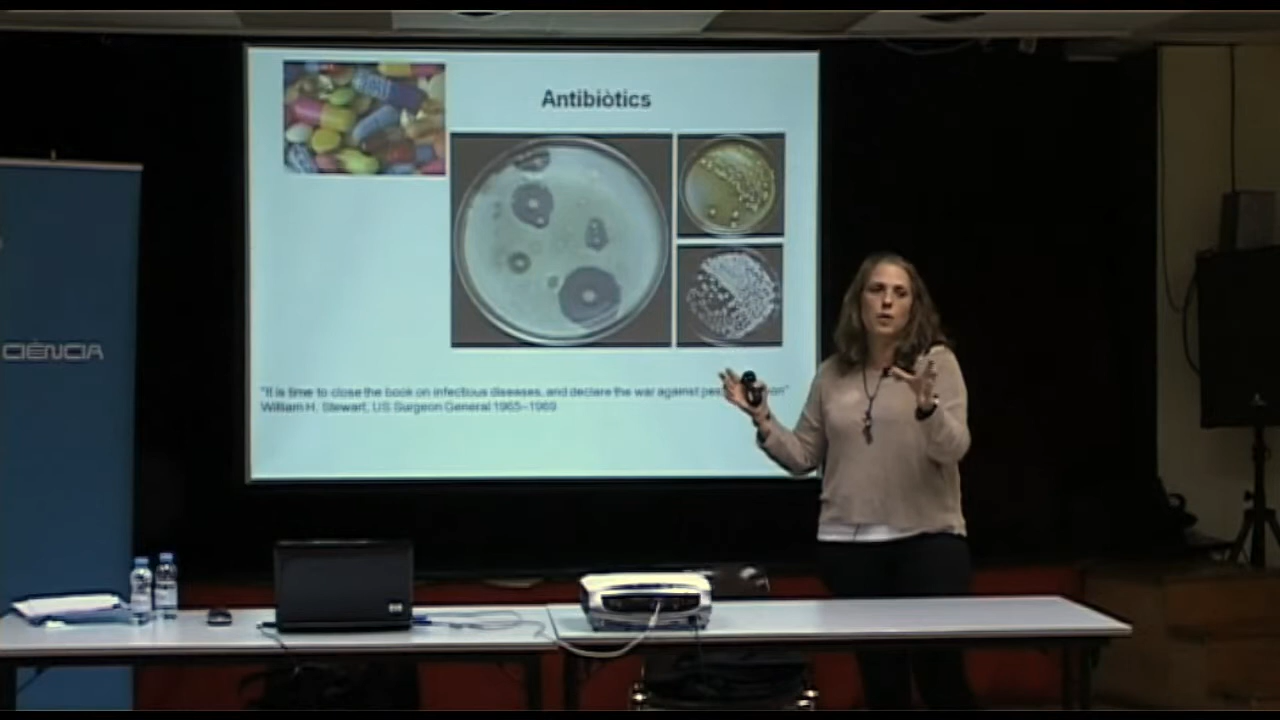 Antibiòtics
"It is time to close the book on infectious diseases, and declare the war against
William H. Stewart, US Surgeon General 1965–1969
CIÈNCIA
hp